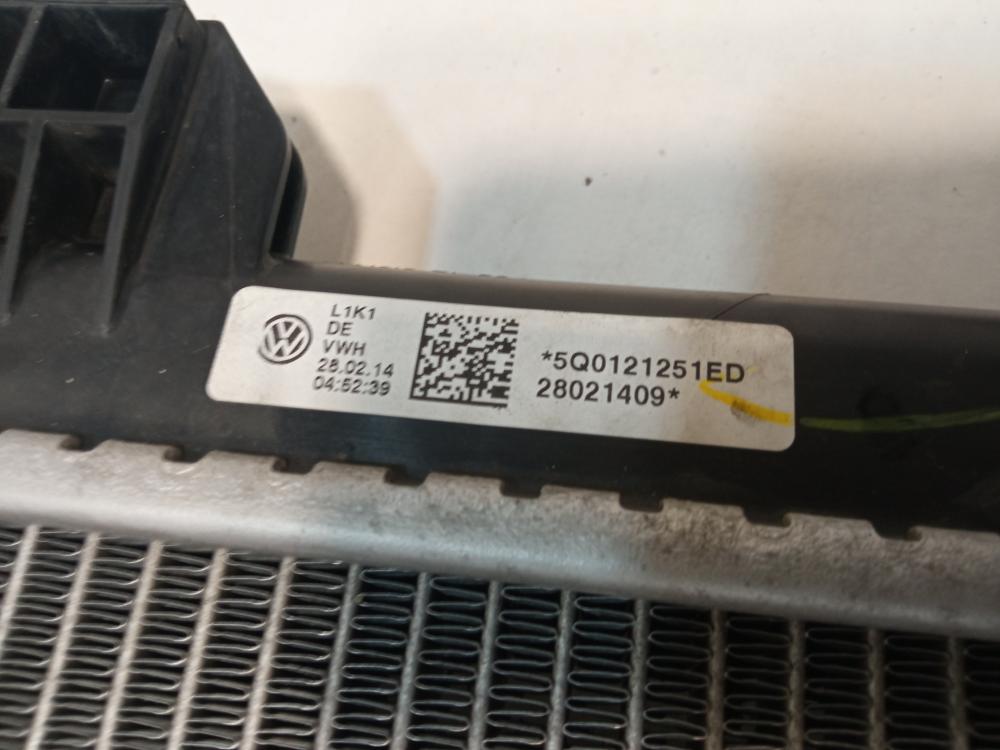 L1K1
DE
VWH
28.02.14
04:52:39
*5Q0121251ED
28021409*